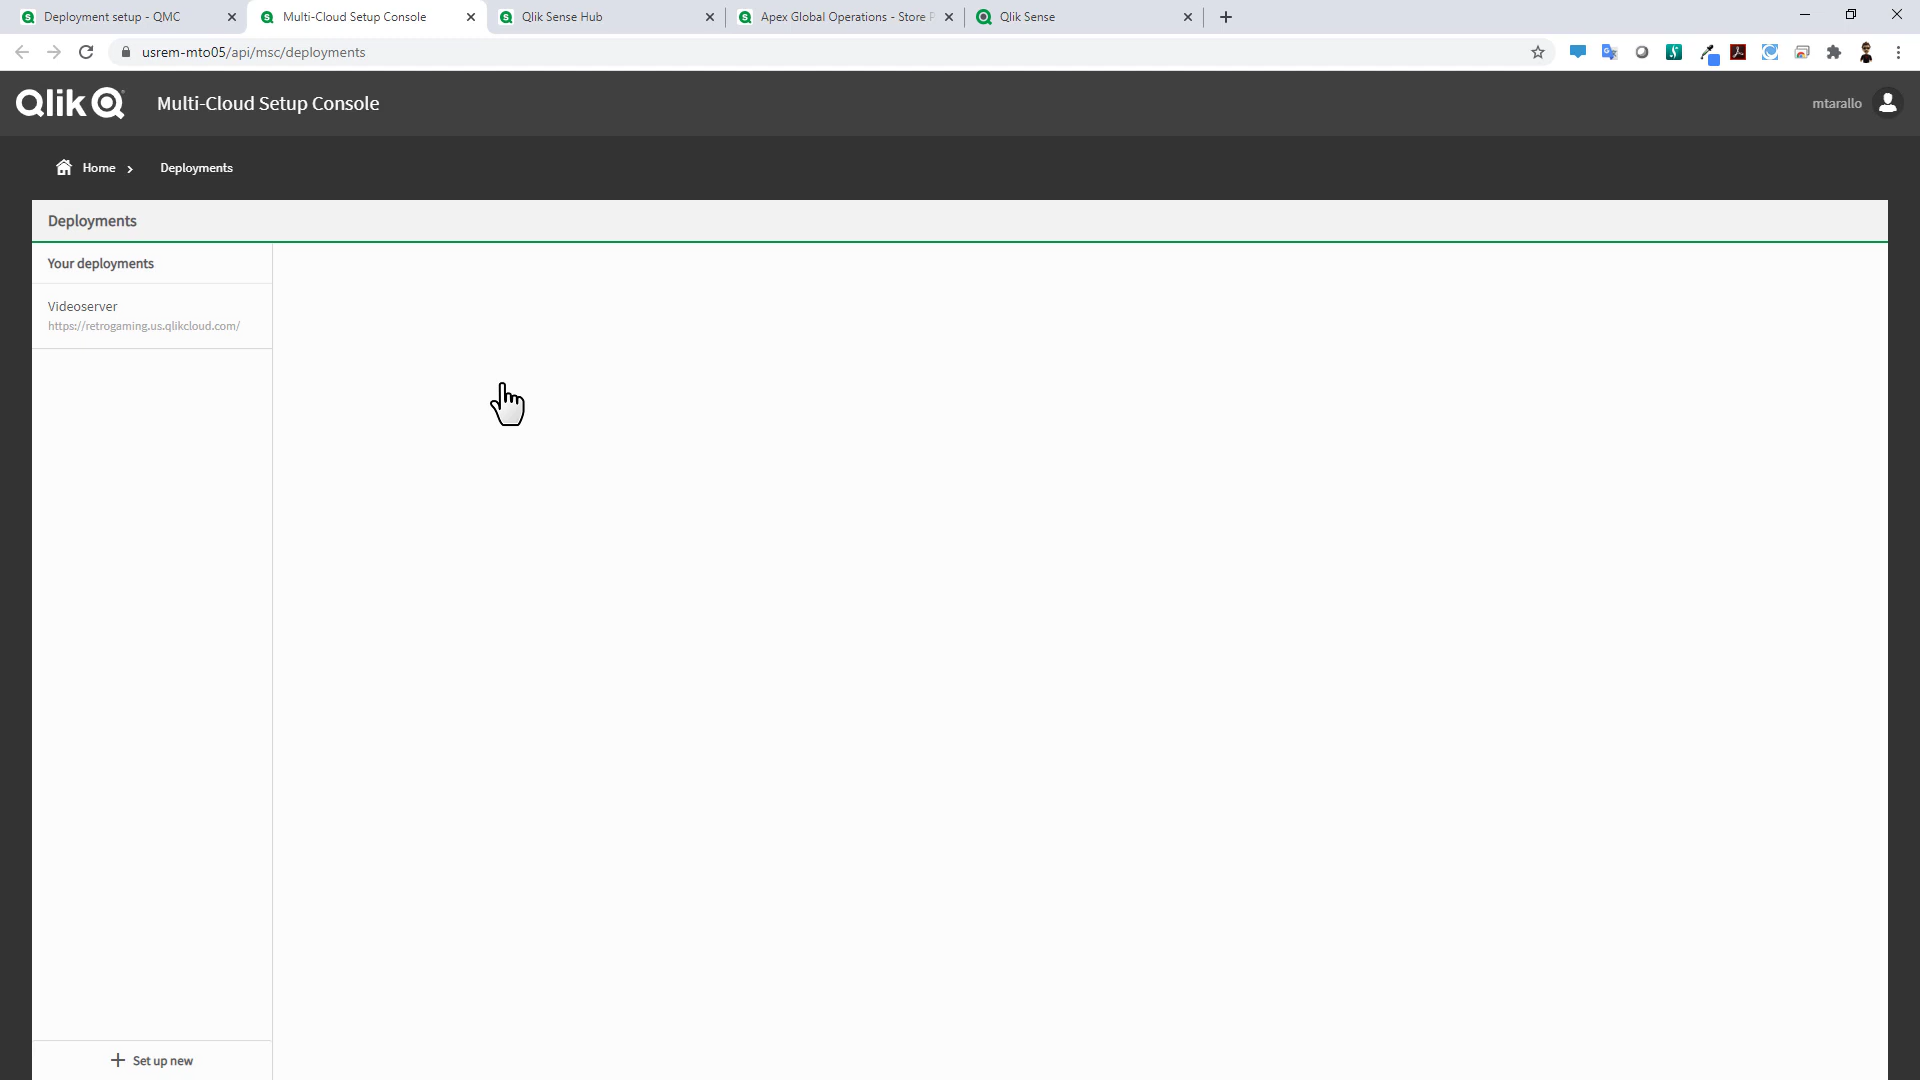 Deployment setup - QMC
Multi-Cloud Setup Console
Qlik Sense Hub
Apex Global Operations - Store
Qlik Sense
usrem-mto05/api/msc/deployments
Qlik Multi-Cloud Setup Console
mtarallo
Home
Deployments
Deployments
Your deployments
Videoserver
https://retrogaming.us.qlikcloud.com/
Set up new